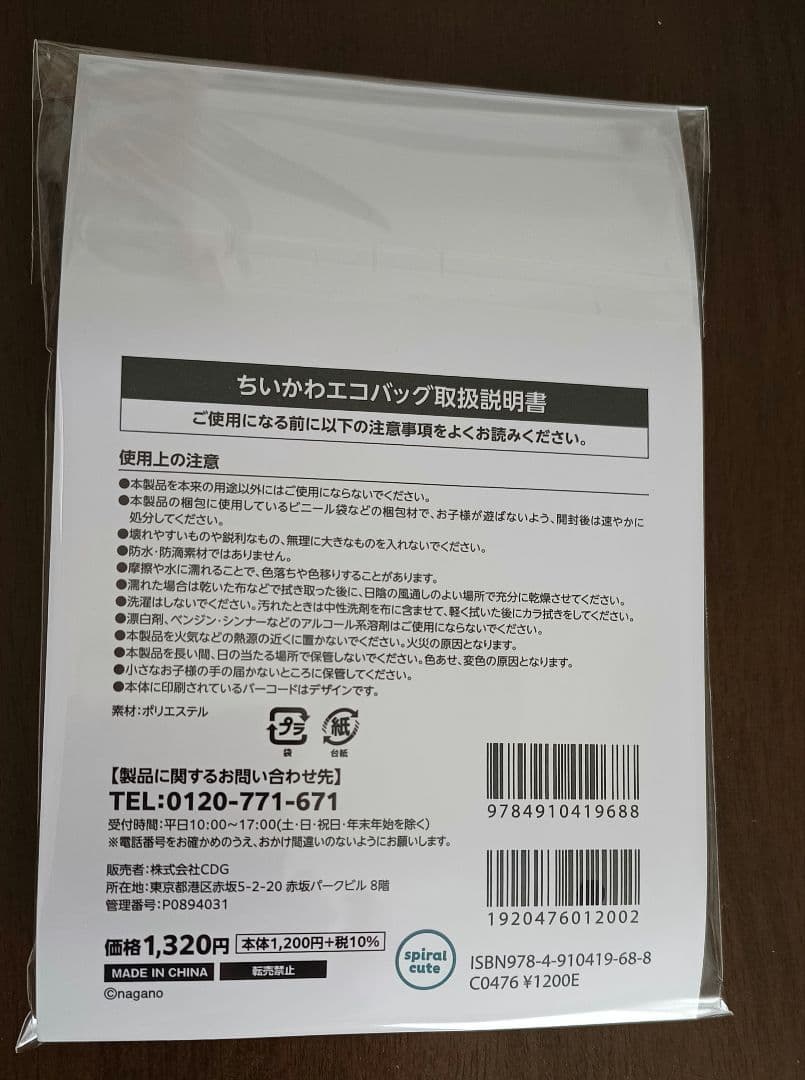 ちいかわエコバッグ取扱説明書
ご使用になる前に以下の注意事項をよくお読みください。
使用上の注意
●本製品を本来の用途以外にはご使用にならないでください。
●本製品の梱包に使用しているビニール袋などの梱包材で、お子様が遊ばないよう、開封後は速やかに
処分してください。
●壊れやすいものや鋭利なもの、無理に大きなものを入れないでください。
●防水・防滴素材ではありません。
●摩擦や水に濡れることで、色落ちや色移りすることがあります。
●濡れた場合は乾いた布などで拭き取った後に、日陰の風通しのよい場所で充分に乾燥させてください。
●洗濯はしないでください。汚れたときは中性洗剤を布に含ませて、軽く拭いた後にカラ拭きをしてください。
●漂白剤、ベンジン・シンナーなどのアルコール系溶剤はご使用にならないでください。
●本製品を火気などの熱源の近くに置かないでください。火災の原因となります。
●本製品を長い間、日の当たる場所で保管しないでください。色あせ、変色の原因となります。
●小さなお子様の手の届かないところに保管してください。
●本体に印刷されているバーコードはデザインです。
素材：ポリエステル
プラ 紙
袋 台紙
【製品に関するお問い合わせ先】
TEL:0120-771-671
受付時間：平日10:00～17:00(土・日・祝日・年末年始を除く)
※電話番号をお確かめのうえ、おかけ間違いのないようにお願いします。
販売者：株式会社CDG
所在地：東京都港区赤坂5-2-20 赤坂パークビル 8階
管理番号：P0894031
価格1,320円 本体1,200円+税10%
MADE IN CHINA 転売禁止
©nagano
9784910419688
1920476012002
spiral
cute
ISBN978-4-910419-68-8
C0476 ¥1200E